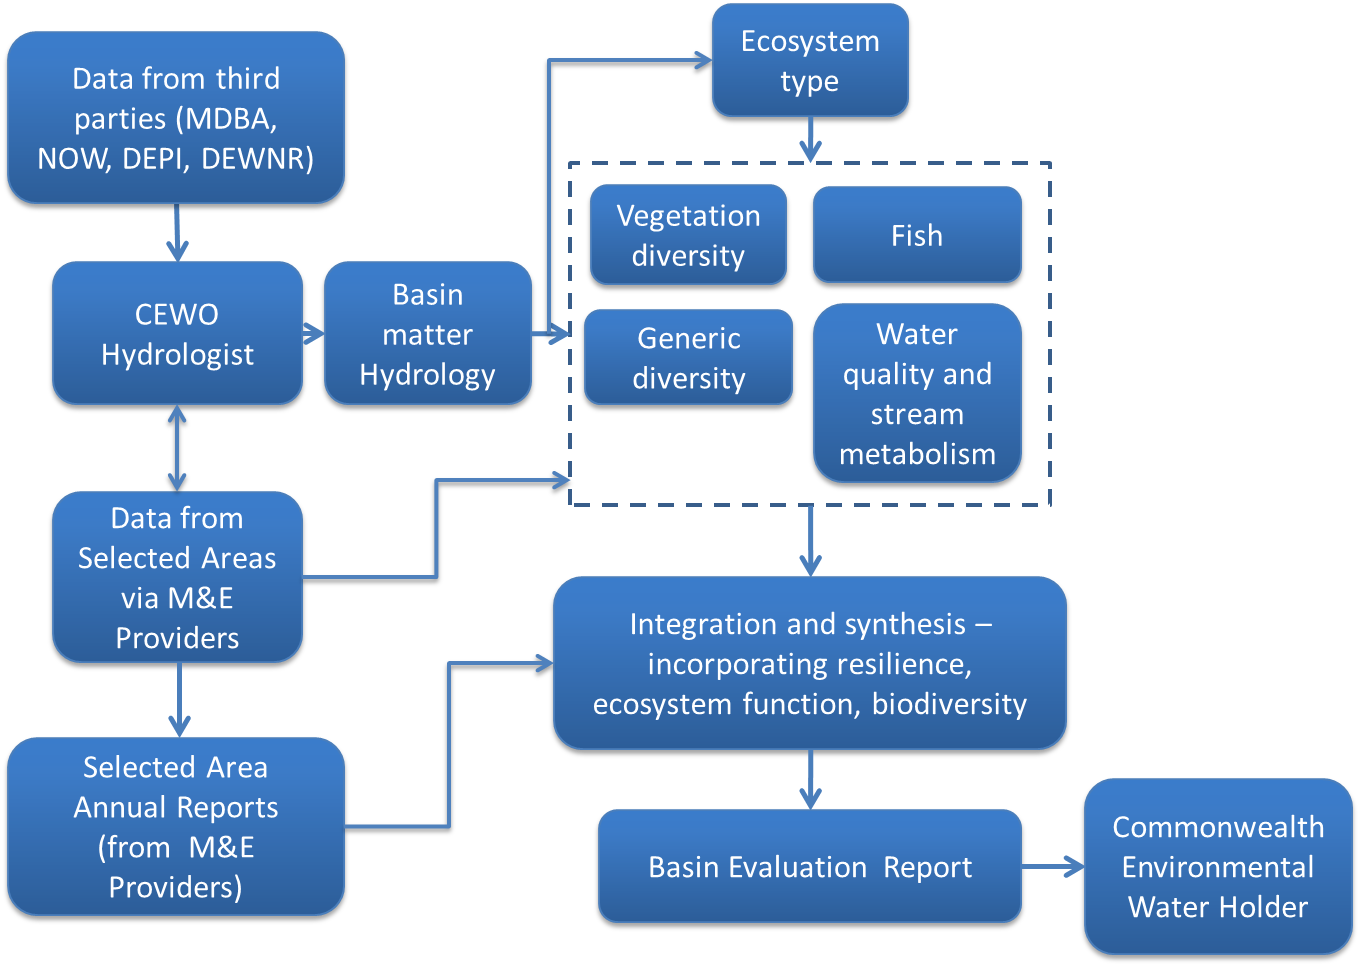 Data from third
parties (MDBA,
NOW, DEPI, DEWNR)
Ecosystem
type
Vegetation
diversity
Fish
CEWO
Hydrologist
Basin
matter
Hydrology
Generic
diversity
Water
quality and
stream
metabolism
Data from
Selected Areas
via M&E
Providers
Integration and synthesis –
incorporating resilience,
ecosystem function, biodiversity
Selected Area
Annual Reports
(from M&E
Providers)
Basin Evaluation Report
Commonwealth
Environmental
Water Holder